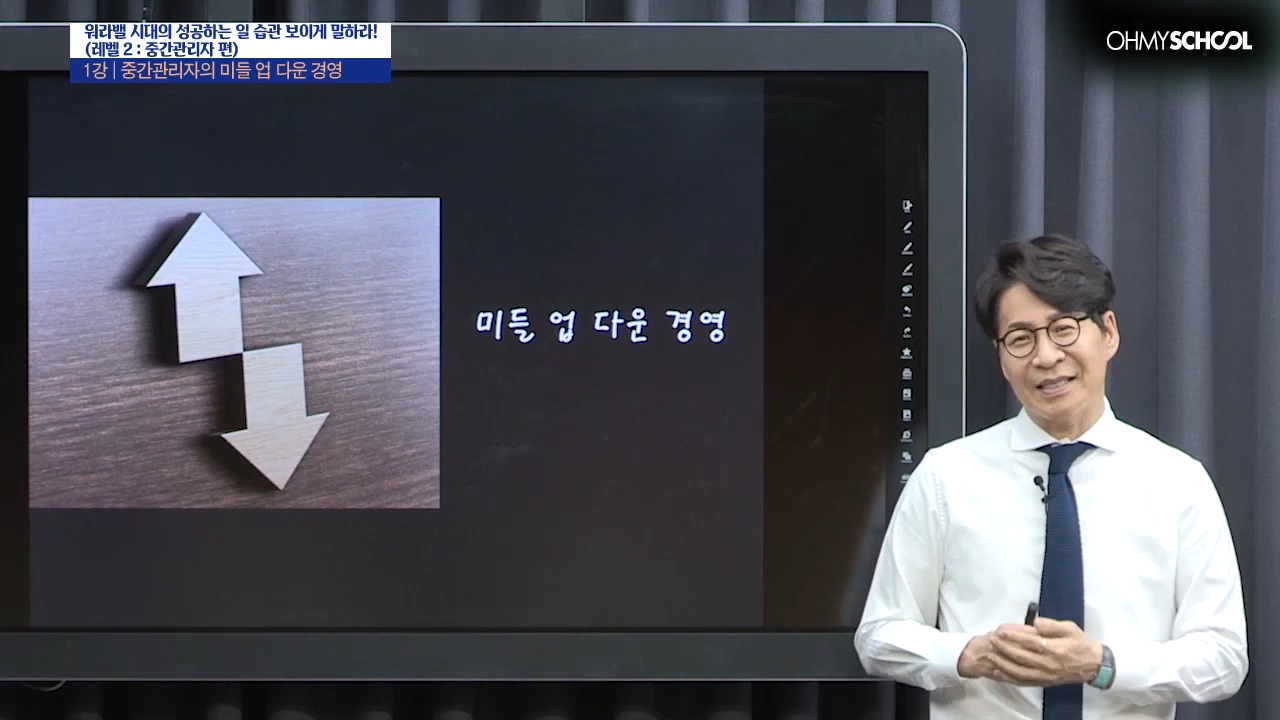 워라밸 시대의 성공하는 일 습관 보이게 말하라!
(레벨 2 : 중간관리자 편)
1강 | 중간관리자의 미들 업 다운 경영
OHMYSCHOOL
미들 업 다운 경영